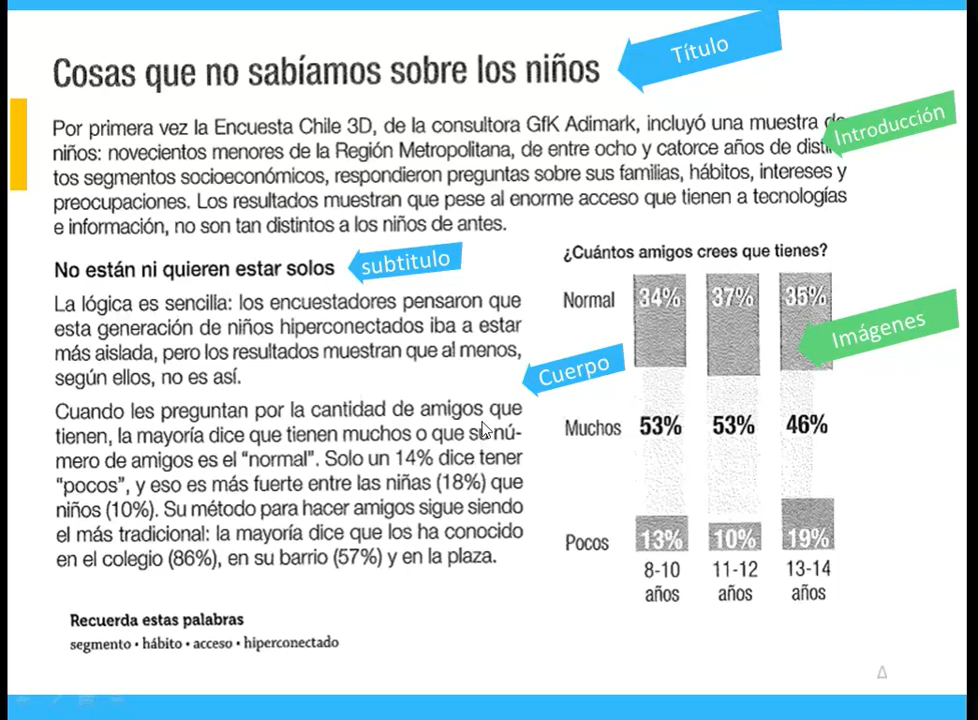 Cosas que no sabíamos sobre los niños
Título
Por primera vez la Encuesta Chile 3D, de la consultora GfK Adimark, incluyó una muestra de
niños: novecientos menores de la Región Metropolitana, de entre ocho y catorce años de distin-
tos segmentos socioeconómicos, respondieron preguntas sobre sus familias, hábitos, intereses y
preocupaciones. Los resultados muestran que pese al enorme acceso que tienen a tecnologías
e información, no son tan distintos a los niños de antes.
Introducción
No están ni quieren estar solos
subtitulo
La lógica es sencilla: los encuestadores pensaron que
esta generación de niños hiperconectados iba a estar
más aislada, pero los resultados muestran que al menos,
según ellos, no es así.
Cuerpo
Cuando les preguntan por la cantidad de amigos que
tienen, la mayoría dice que tienen muchos o que su nú-
mero de amigos es el “normal”. Solo un 14% dice tener
“pocos”, y eso es más fuerte entre las niñas (18%) que
niños (10%). Su método para hacer amigos sigue siendo
el más tradicional: la mayoría dice que los ha conocido
en el colegio (86%), en su barrio (57%) y en la plaza.
¿Cuántos amigos crees que tienes?
Normal 34% 37% 35%
Imágenes
Muchos 53% 53% 46%
Pocos 13% 10% 19%
8-10 11-12 13-14
años años años
Recuerda estas palabras
segmento • hábito • acceso • hiperconectado